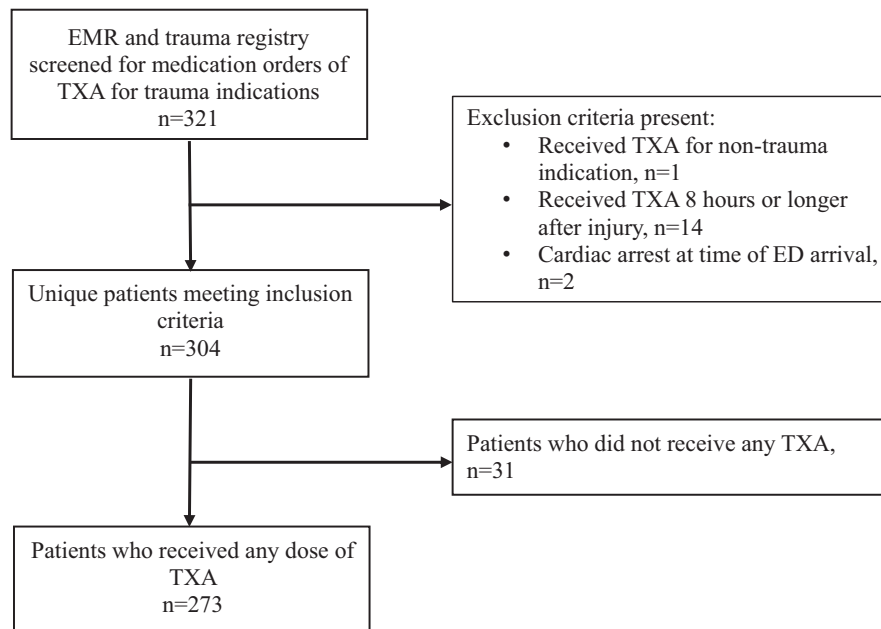 EMR and trauma registry
screened for medication orders of
TXA for trauma indications
n=321
Exclusion criteria present:
• Received TXA for non-trauma
indication, n=1
• Received TXA 8 hours or longer
after injury, n=14
• Cardiac arrest at time of ED arrival,
n=2
Unique patients meeting inclusion
criteria
n=304
Patients who did not receive any TXA,
n=31
Patients who received any dose of
TXA
n=273